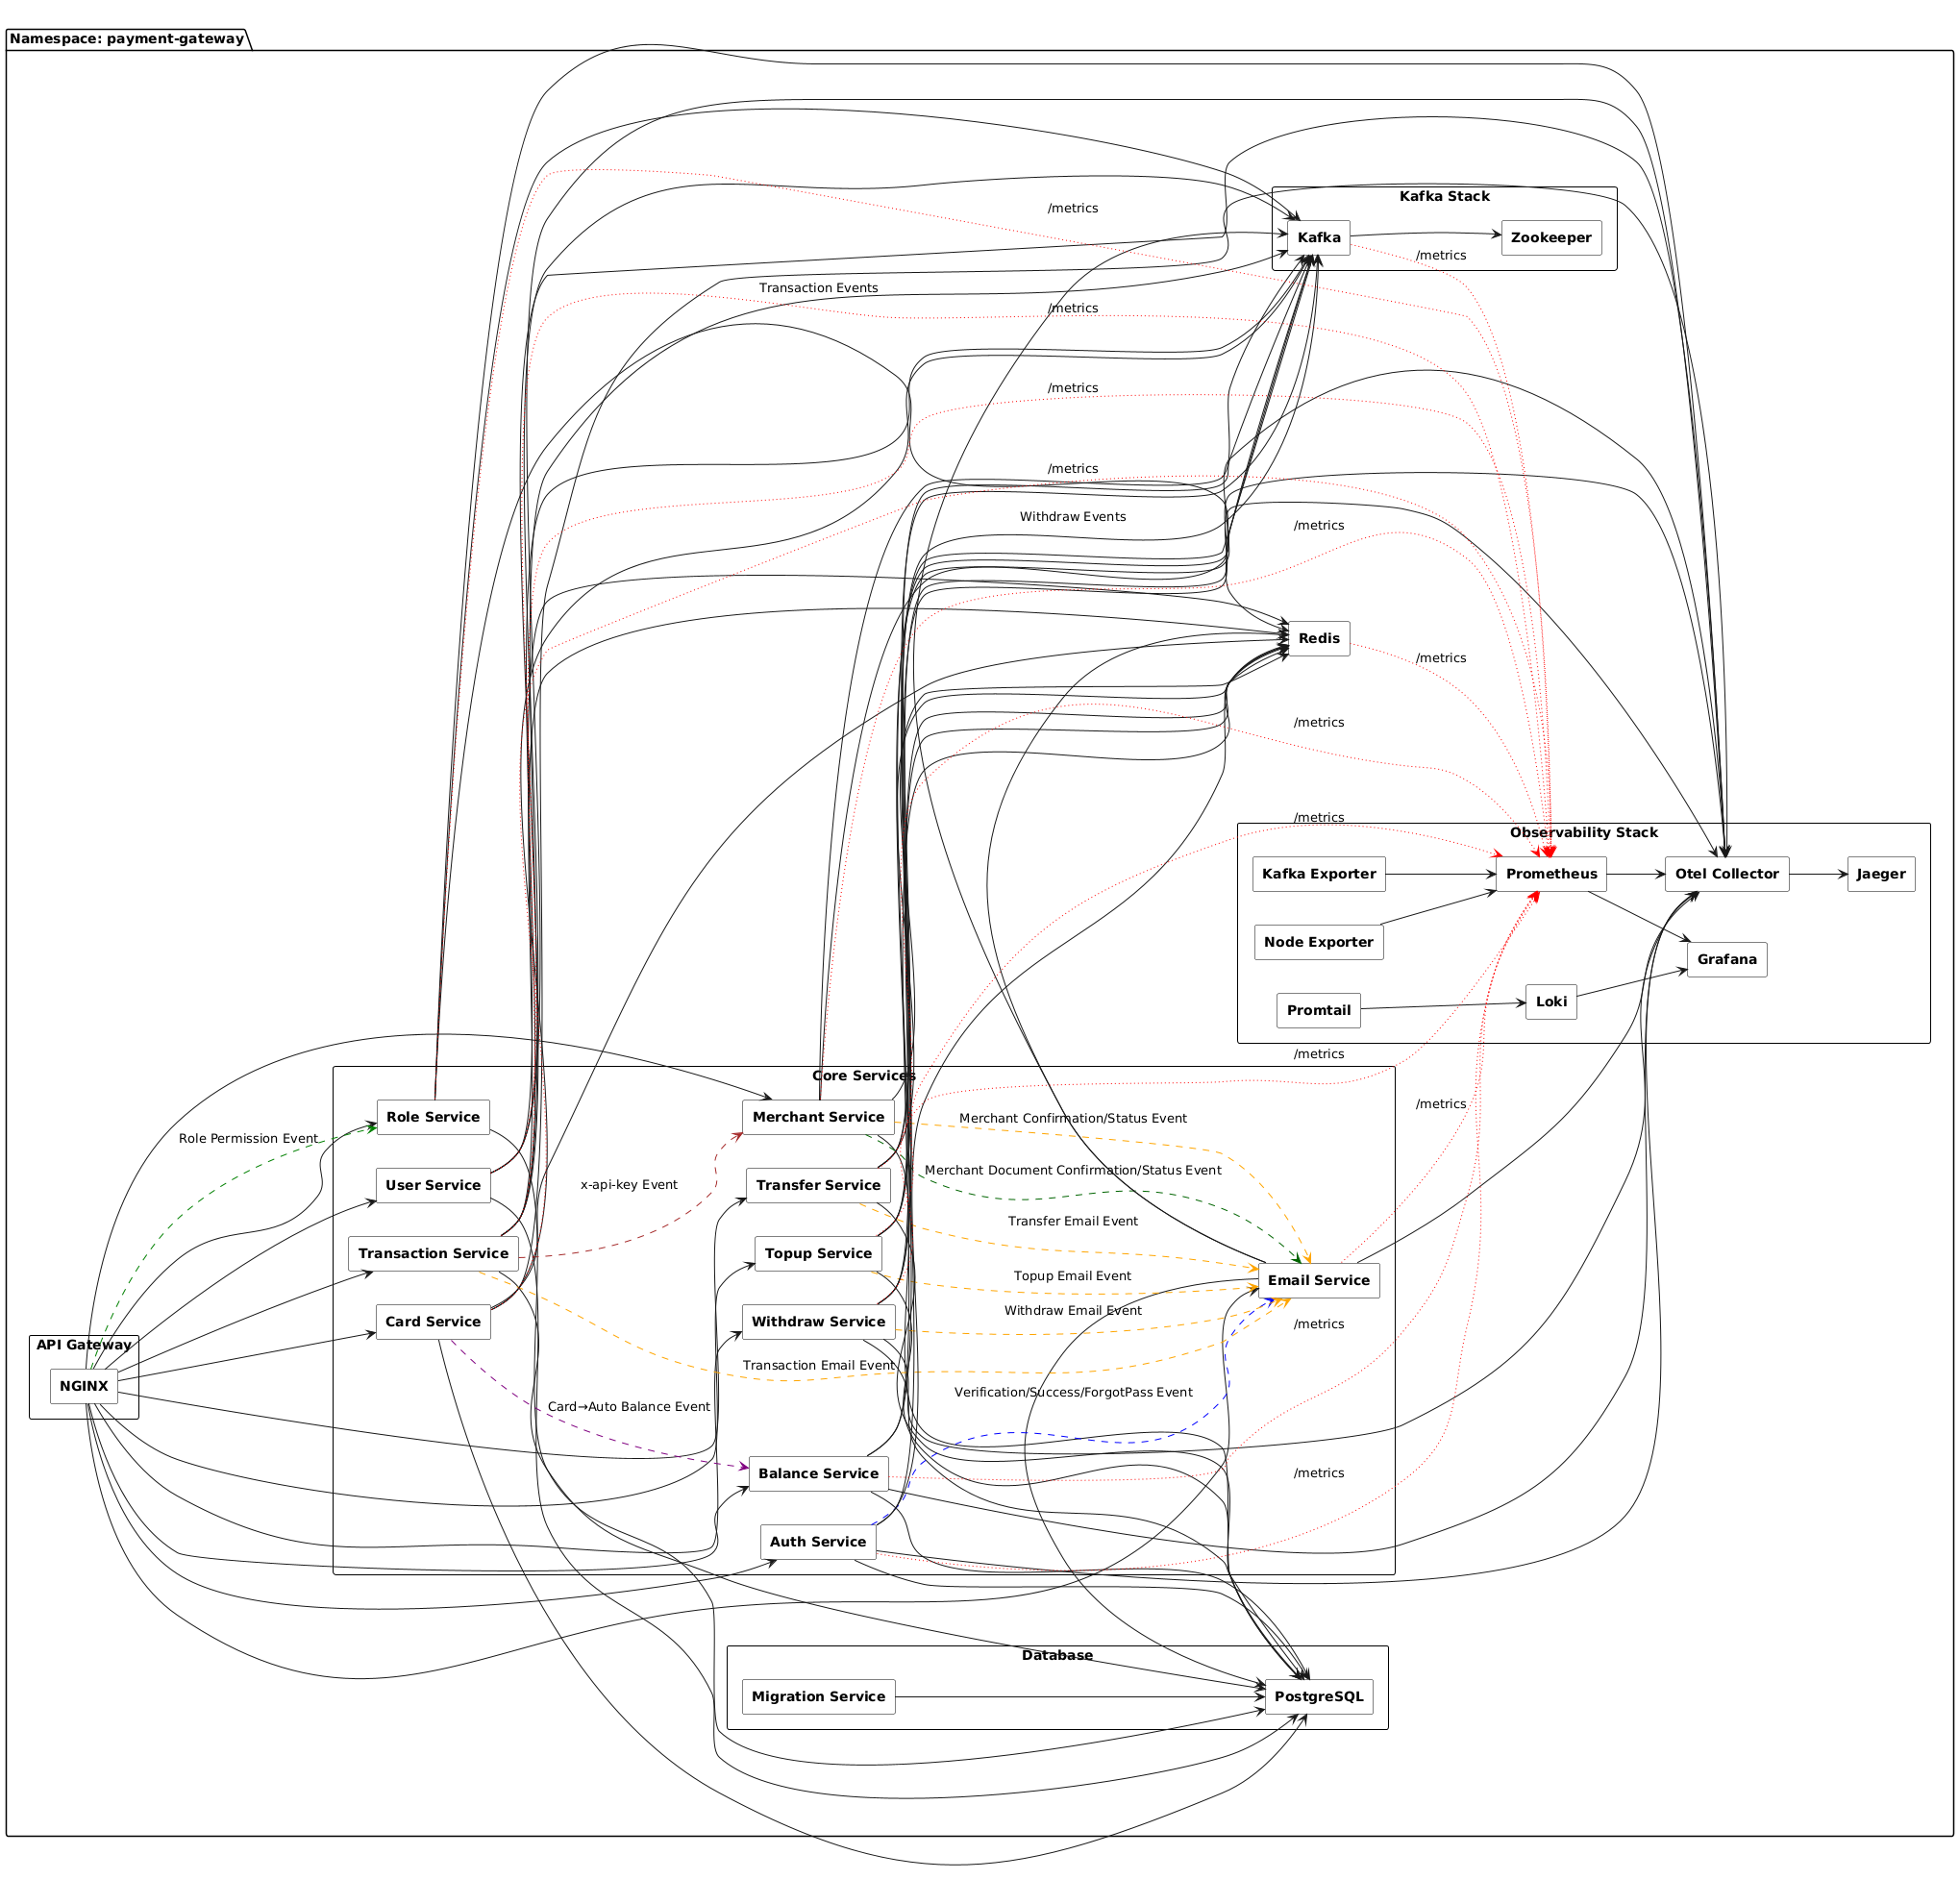 Namespace: payment-gateway
Kafka Stack
/metrics
Kafka
Zookeeper
/metrics
Transaction Events
/metrics
/metrics
/metrics
Withdraw Events
/metrics
Redis
/metrics
/metrics
/metrics
Observability Stack
Kafka Exporter
Prometheus
Otel Collector
Jaeger
Node Exporter
Grafana
Loki
Promtail
/metrics
Core Services
/metrics
Role Service
Merchant Service
Merchant Confirmation/Status Event
Role Permission Event
Merchant Document Confirmation/Status Event
User Service
x-api-key Event
Transfer Service
Transfer Email Event
Transaction Service
Topup Service
Topup Email Event
Email Service
Withdraw Email Event
Card Service
Withdraw Service
/metrics
API Gateway
Transaction Email Event
NGINX
Verification/Success/ForgotPass Event
Card→Auto Balance Event
Balance Service
/metrics
Auth Service
Database
Migration Service
PostgreSQL